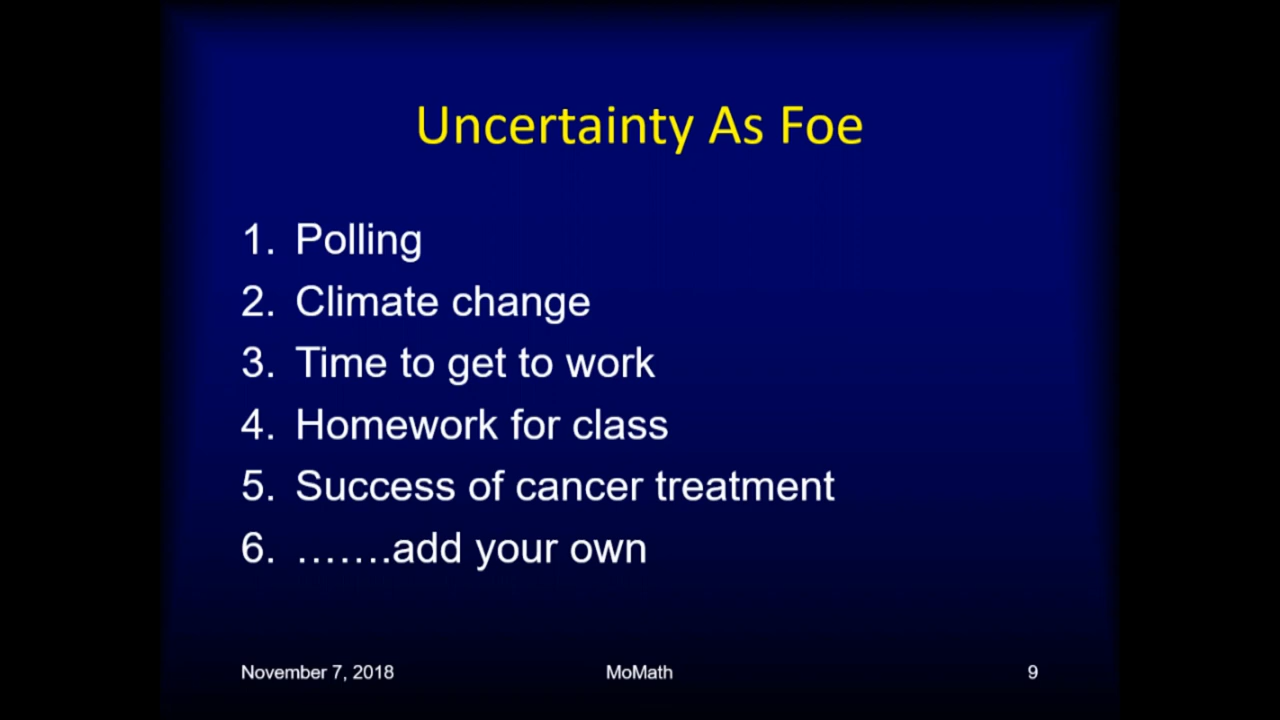 Uncertainty As Foe
1. Polling
2. Climate change
3. Time to get to work
4. Homework for class
5. Success of cancer treatment
6. …….add your own
November 7, 2018 MoMath 9